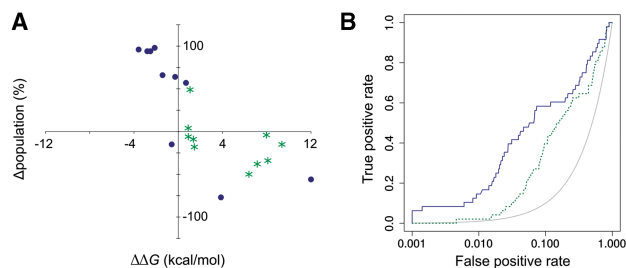 A
B
Δpopulation (%)
100
-12
-4
4
12
-100
ΔΔG (kcal/mol)
True positive rate
1.0
0.8
0.6
0.4
0.2
0.0
0.001
0.010
0.100
1.000
False positive rate